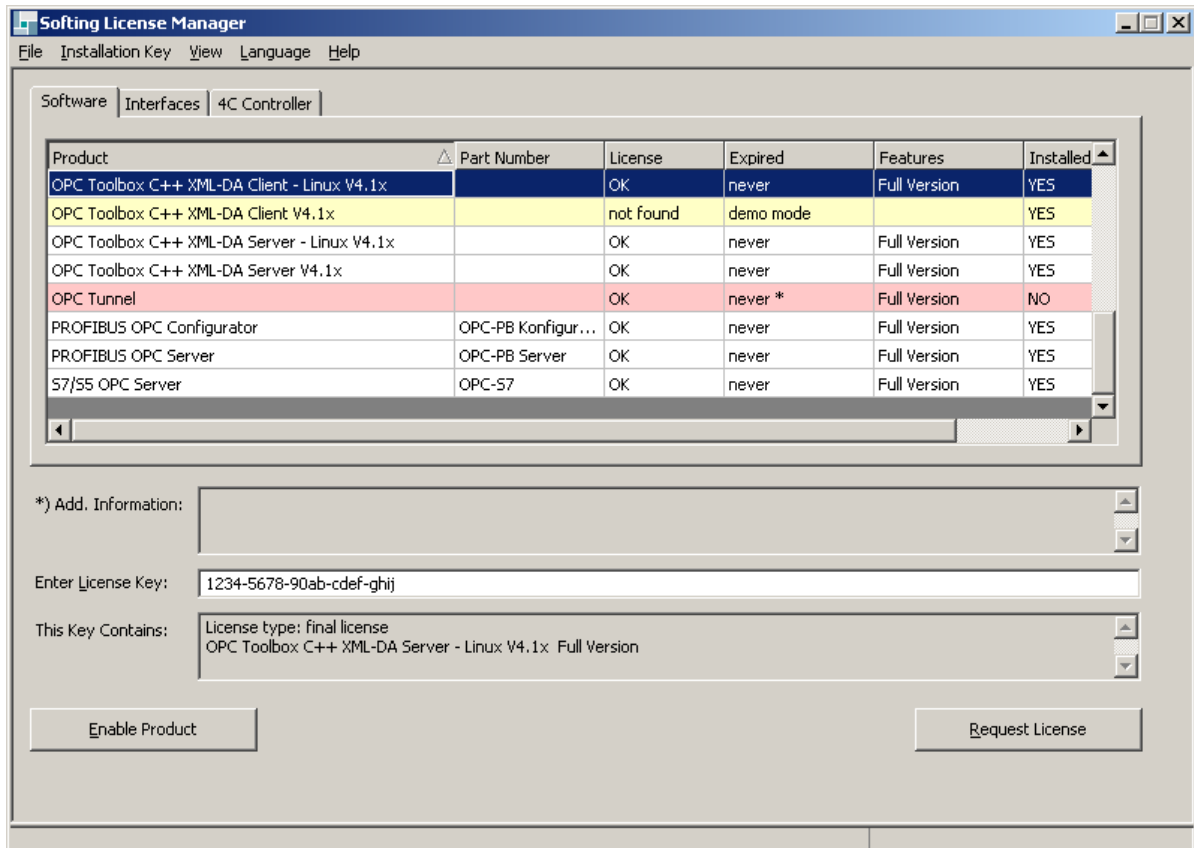 Softing License Manager
File Installation Key View Language Help
Software Interfaces 4C Controller
Product Part Number License Expired Features Installed
OPC Toolbox C++ XML-DA Client - Linux V4.1x OK never Full Version YES
OPC Toolbox C++ XML-DA Client V4.1x not found demo mode YES
OPC Toolbox C++ XML-DA Server - Linux V4.1x OK never Full Version YES
OPC Toolbox C++ XML-DA Server V4.1x OK never Full Version YES
OPC Tunnel OK never * Full Version NO
PROFIBUS OPC Configurator OPC-PB Konfigur... OK never Full Version YES
PROFIBUS OPC Server OPC-PB Server OK never Full Version YES
S7/S5 OPC Server OPC-S7 OK never Full Version YES
*) Add. Information:
Enter License Key: 1234-5678-90ab-cdef-ghij
This Key Contains: License type: final license
OPC Toolbox C++ XML-DA Server - Linux V4.1x Full Version
Enable Product Request License